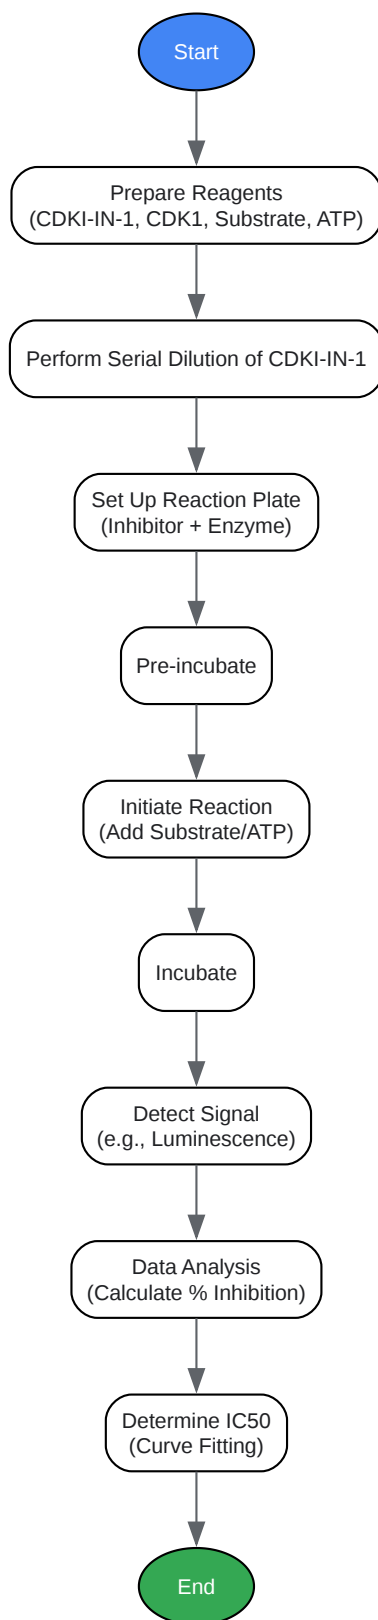 Start
Prepare Reagents
(CDKI-IN-1, CDK1, Substrate, ATP)
Perform Serial Dilution of CDKI-IN-1
Set Up Reaction Plate
(Inhibitor + Enzyme)
Pre-incubate
Initiate Reaction
(Add Substrate/ATP)
Incubate
Detect Signal
(e.g., Luminescence)
Data Analysis
(Calculate % Inhibition)
Determine IC50
(Curve Fitting)
End